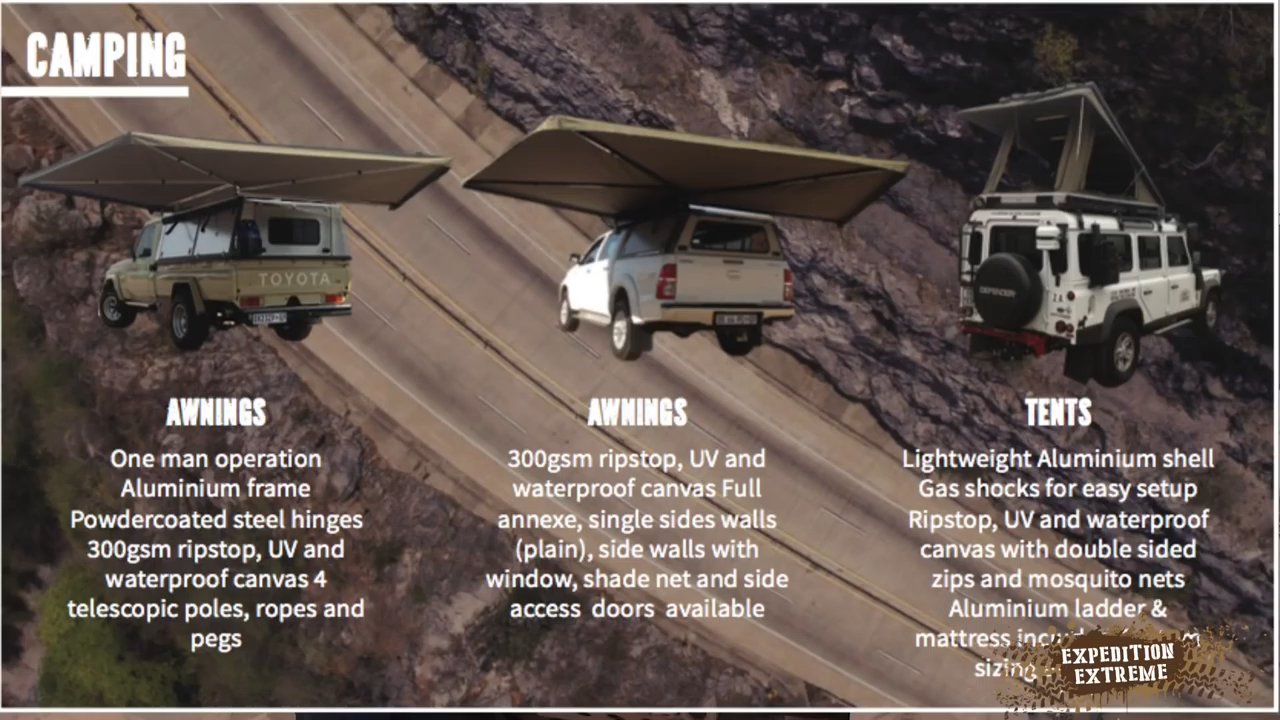 CAMPING
TOYOTA
DEFENDER
AWNINGS
One man operation
Aluminium frame
Powdercoated steel hinges
300gsm ripstop, UV and
waterproof canvas 4
telescopic poles, ropes and
pegs
AWNINGS
300gsm ripstop, UV and
waterproof canvas Full
annexe, single sides walls
(plain), side walls with
window, shade net and side
access doors available
TENTS
Lightweight Aluminium shell
Gas shocks for easy setup
Ripstop, UV and waterproof
canvas with double sided
zips and mosquito nets
Aluminium ladder &
mattress
sizing
EXPEDITION
EXTREME